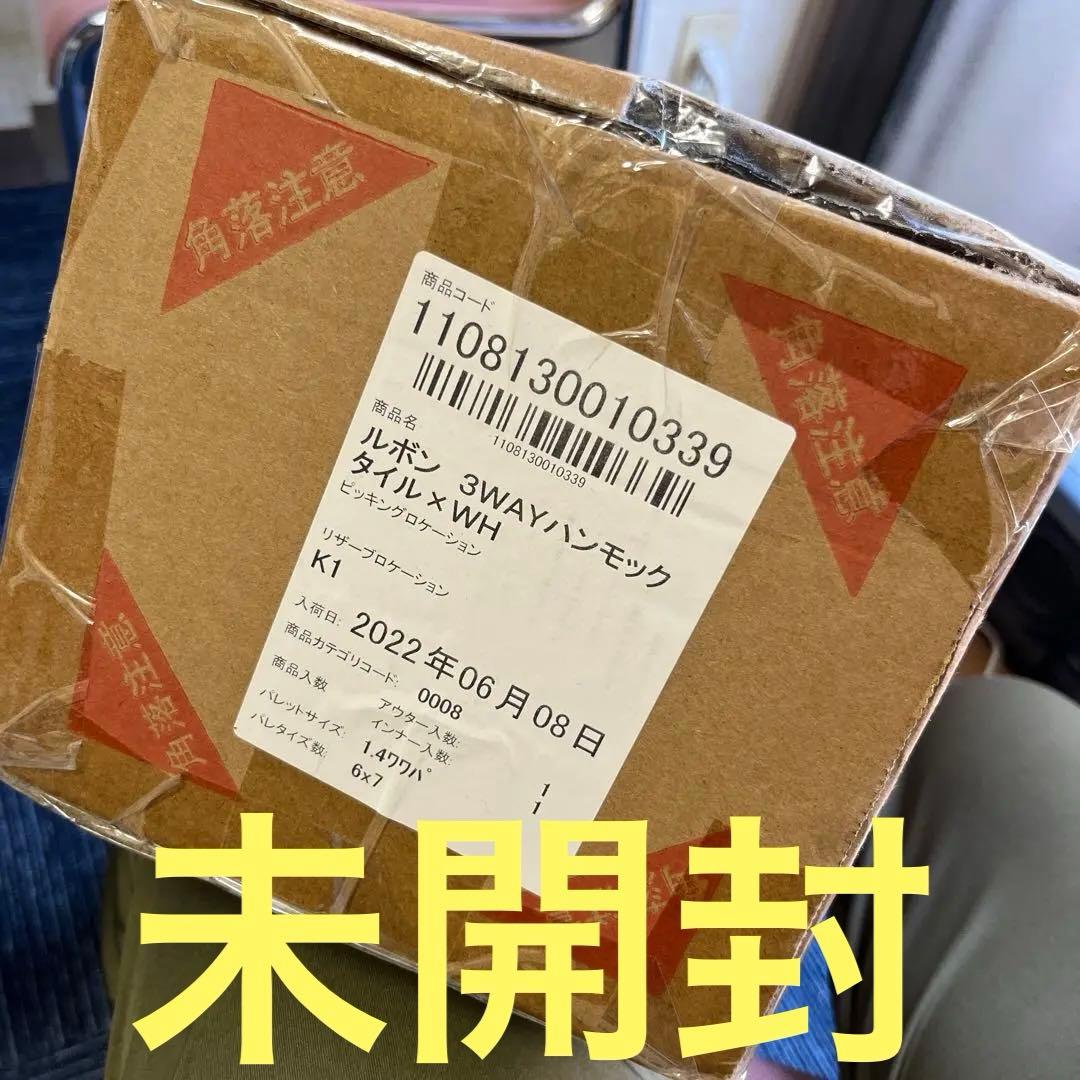 角落注意
角落注意
角落注意
商品コード
1108130010339
1108130010339
商品名
ルボン 3WAYハンモック
タイル×WH
ピッキングロケーション
リザーブロケーション
K1
入荷日: 2022年06月08日
商品カテゴリコード: 0008
商品入数 アウター入数: 1
インナー入数: 1
パレットサイズ: 1.4ワワパ
パレタイズ数: 6x7
未開封